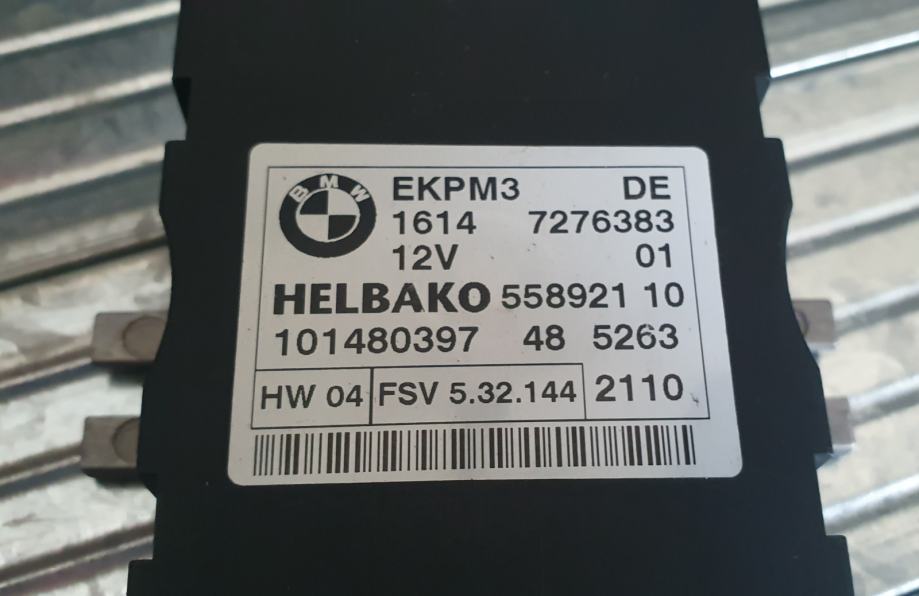 BMW
EKPM3 DE
1614 7276383
12V 01
HELBAKO 558921 10
101480397 48 5263
HW 04 FSV 5.32.144 2110